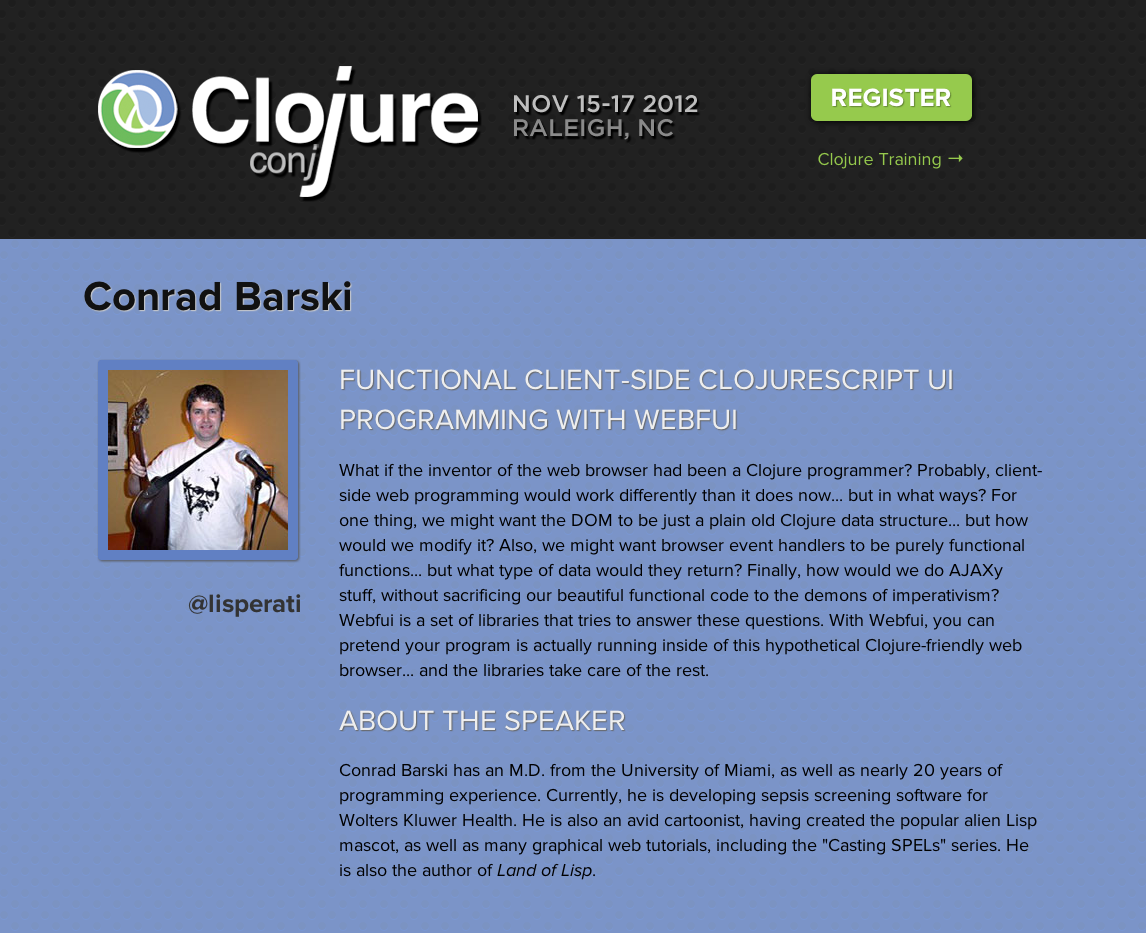 Clojure
conj
NOV 15-17 2012
RALEIGH, NC
REGISTER
Clojure Training →
Conrad Barski
@lisperati
FUNCTIONAL CLIENT-SIDE CLOJURESCRIPT UI
PROGRAMMING WITH WEBFUI
What if the inventor of the web browser had been a Clojure programmer? Probably, client-
side web programming would work differently than it does now... but in what ways? For
one thing, we might want the DOM to be just a plain old Clojure data structure... but how
would we modify it? Also, we might want browser event handlers to be purely functional
functions... but what type of data would they return? Finally, how would we do AJAXy
stuff, without sacrificing our beautiful functional code to the demons of imperativism?
Webfui is a set of libraries that tries to answer these questions. With Webfui, you can
pretend your program is actually running inside of this hypothetical Clojure-friendly web
browser... and the libraries take care of the rest.
ABOUT THE SPEAKER
Conrad Barski has an M.D. from the University of Miami, as well as nearly 20 years of
programming experience. Currently, he is developing sepsis screening software for
Wolters Kluwer Health. He is also an avid cartoonist, having created the popular alien Lisp
mascot, as well as many graphical web tutorials, including the "Casting SPELs" series. He
is also the author of Land of Lisp.